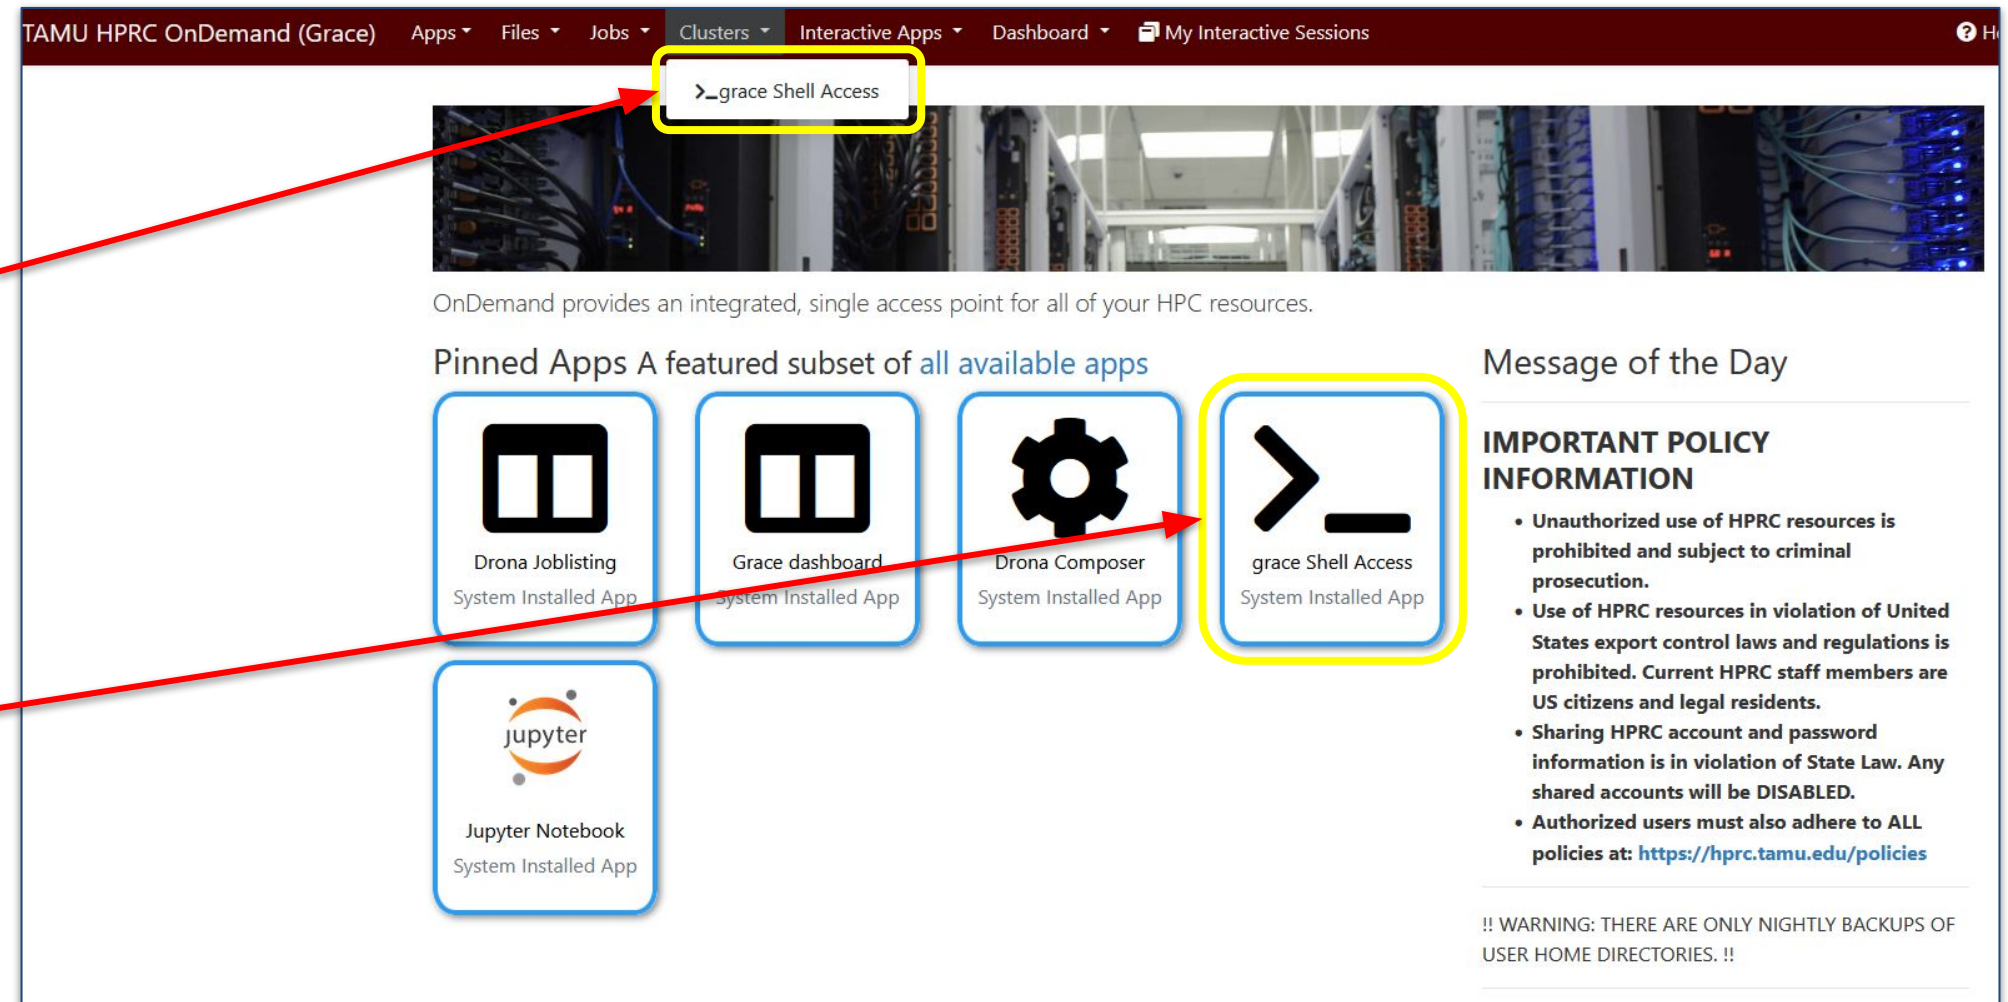 TAMU HPRC OnDemand (Grace) Apps Files Jobs Clusters Interactive Apps Dashboard My Interactive Sessions
>_grace Shell Access
OnDemand provides an integrated, single access point for all of your HPC resources.
Pinned Apps A featured subset of all available apps
Drona Joblisting
System Installed App
Grace dashboard
System Installed App
Drona Composer
System Installed App
grace Shell Access
System Installed App
jupyter
Jupyter Notebook
System Installed App
Message of the Day
IMPORTANT POLICY
INFORMATION
• Unauthorized use of HPRC resources is
prohibited and subject to criminal
prosecution.
• Use of HPRC resources in violation of United
States export control laws and regulations is
prohibited. Current HPRC staff members are
US citizens and legal residents.
• Sharing HPRC account and password
information is in violation of State Law. Any
shared accounts will be DISABLED.
• Authorized users must also adhere to ALL
policies at: https://hprc.tamu.edu/policies
!! WARNING: THERE ARE ONLY NIGHTLY BACKUPS OF
USER HOME DIRECTORIES. !!